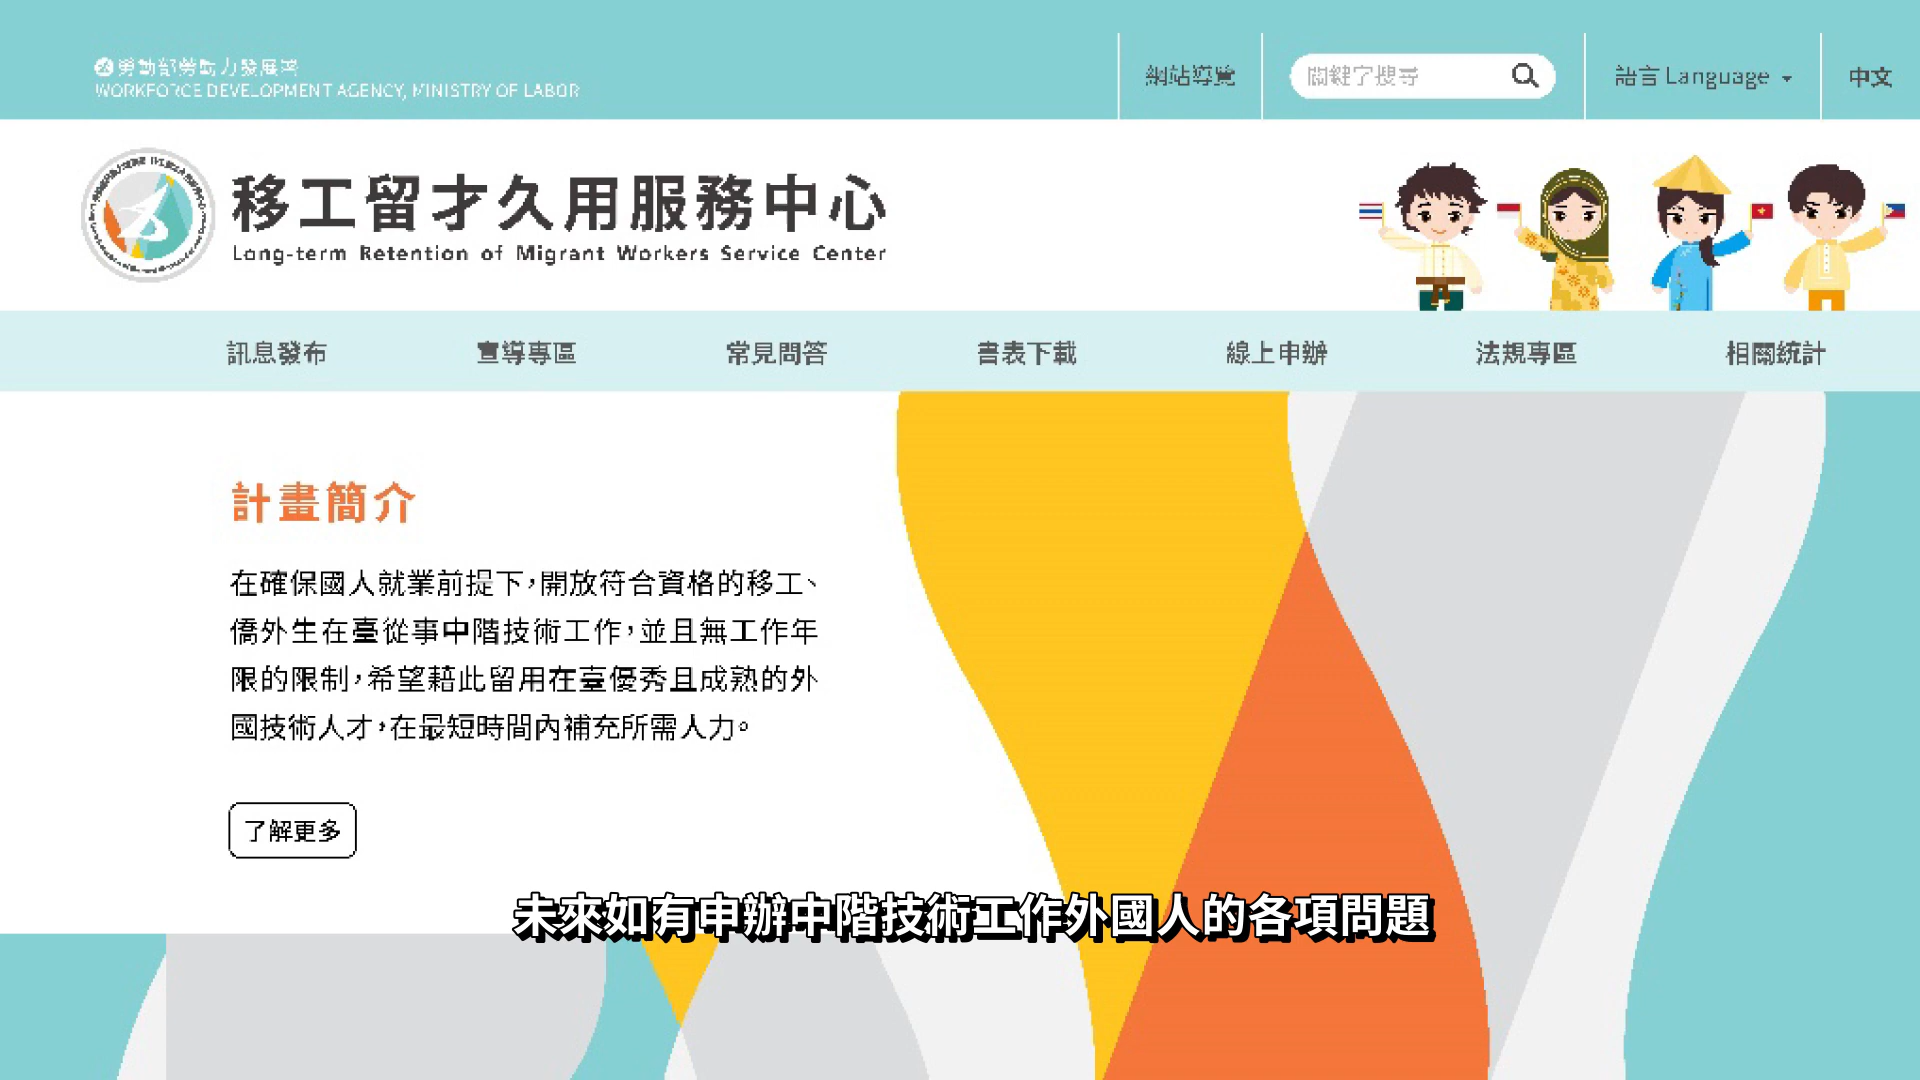 勞動部勞動力發展署
WORKFORCE DEVELOPMENT AGENCY, MINISTRY OF LABOR
網站導覽
關鍵字搜尋
語言 Language
中文
移工留才久用服務中心
Long-term Retention of Migrant Workers Service Center
訊息發布
宣導專區
常見問答
書表下載
線上申辦
法規專區
相關統計
計畫簡介
在確保國人就業前提下，開放符合資格的移工、
僑外生在臺從事中階技術工作，並且無工作年
限的限制，希望藉此留用在臺優秀且成熟的外
國技術人才，在最短時間內補充所需人力。
了解更多
未來如有申辦中階技術工作外國人的各項問題